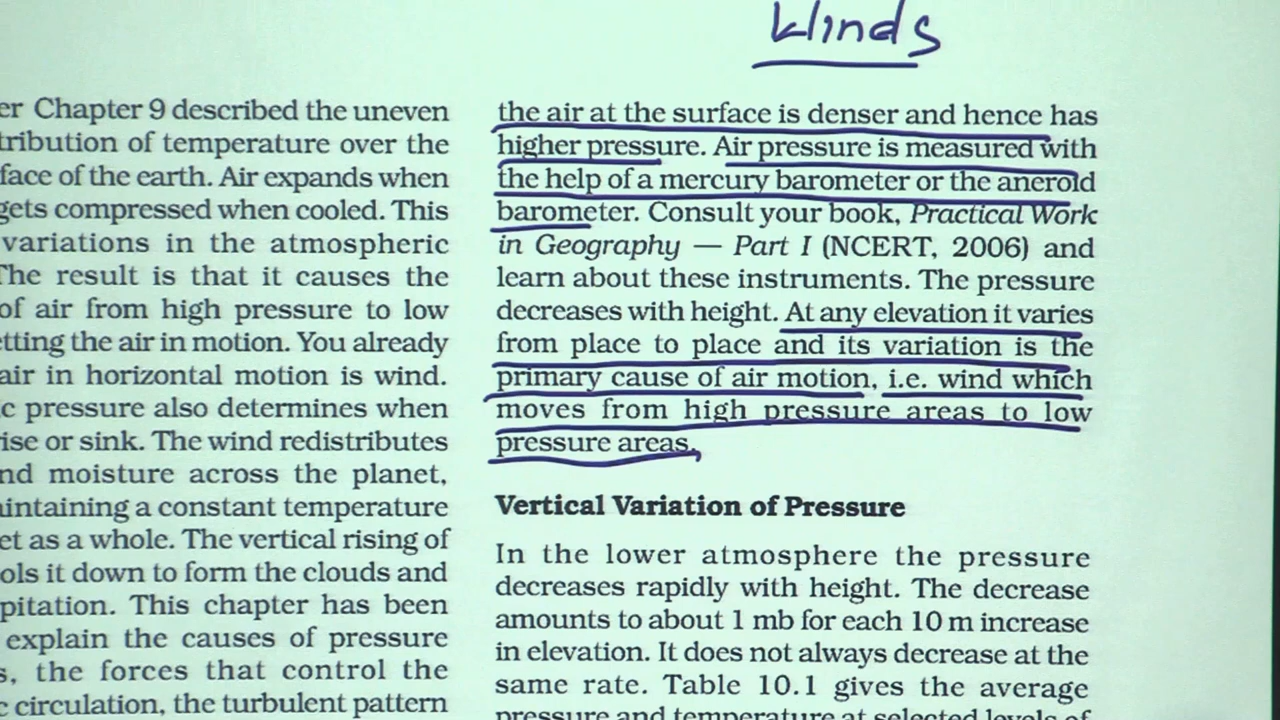 Winds
er Chapter 9 described the uneven
tribution of temperature over the
face of the earth. Air expands when
gets compressed when cooled. This
variations in the atmospheric
The result is that it causes the
of air from high pressure to low
etting the air in motion. You already
air in horizontal motion is wind.
c pressure also determines when
rise or sink. The wind redistributes
nd moisture across the planet,
aintaining a constant temperature
et as a whole. The vertical rising of
ols it down to form the clouds and
pitation. This chapter has been
explain the causes of pressure
s, the forces that control the
c circulation, the turbulent pattern
the air at the surface is denser and hence has
higher pressure. Air pressure is measured with
the help of a mercury barometer or the aneroid
barometer. Consult your book, Practical Work
in Geography — Part I (NCERT, 2006) and
learn about these instruments. The pressure
decreases with height. At any elevation it varies
from place to place and its variation is the
primary cause of air motion, i.e. wind which
moves from high pressure areas to low
pressure areas.
Vertical Variation of Pressure
In the lower atmosphere the pressure
decreases rapidly with height. The decrease
amounts to about 1 mb for each 10 m increase
in elevation. It does not always decrease at the
same rate. Table 10.1 gives the average
pressure and temperature at selected levels of